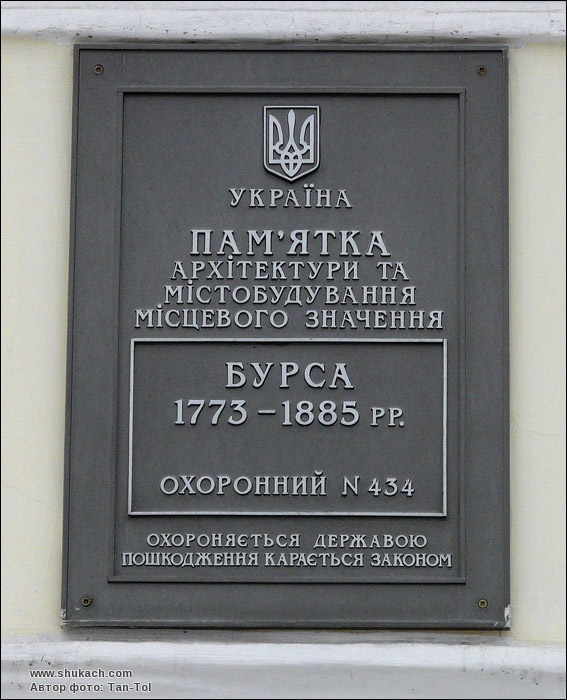 УКРАЇНА
ПАМ'ЯТКА
АРХІТЕКТУРИ ТА
МІСТОБУДУВАННЯ
МІСЦЕВОГО ЗНАЧЕННЯ
БУРСА
1773 – 1885 РР.
ОХОРОННИЙ N 434
ОХОРОНЯЄТЬСЯ ДЕРЖАВОЮ
ПОШКОДЖЕННЯ КАРАЄТЬСЯ ЗАКОНОМ
www.shukach.com
Автор фото: Tan-Tol